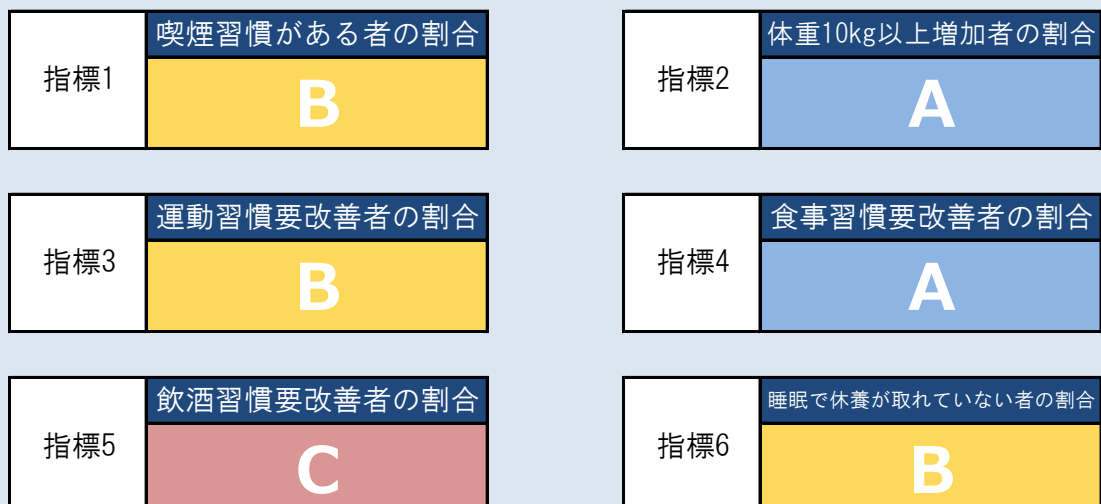 喫煙習慣がある者の割合
指標1
B
体重10kg以上増加者の割合
指標2
A
運動習慣要改善者の割合
指標3
B
食事習慣要改善者の割合
指標4
A
飲酒習慣要改善者の割合
指標5
C
睡眠で休養が取れていない者の割合
指標6
B